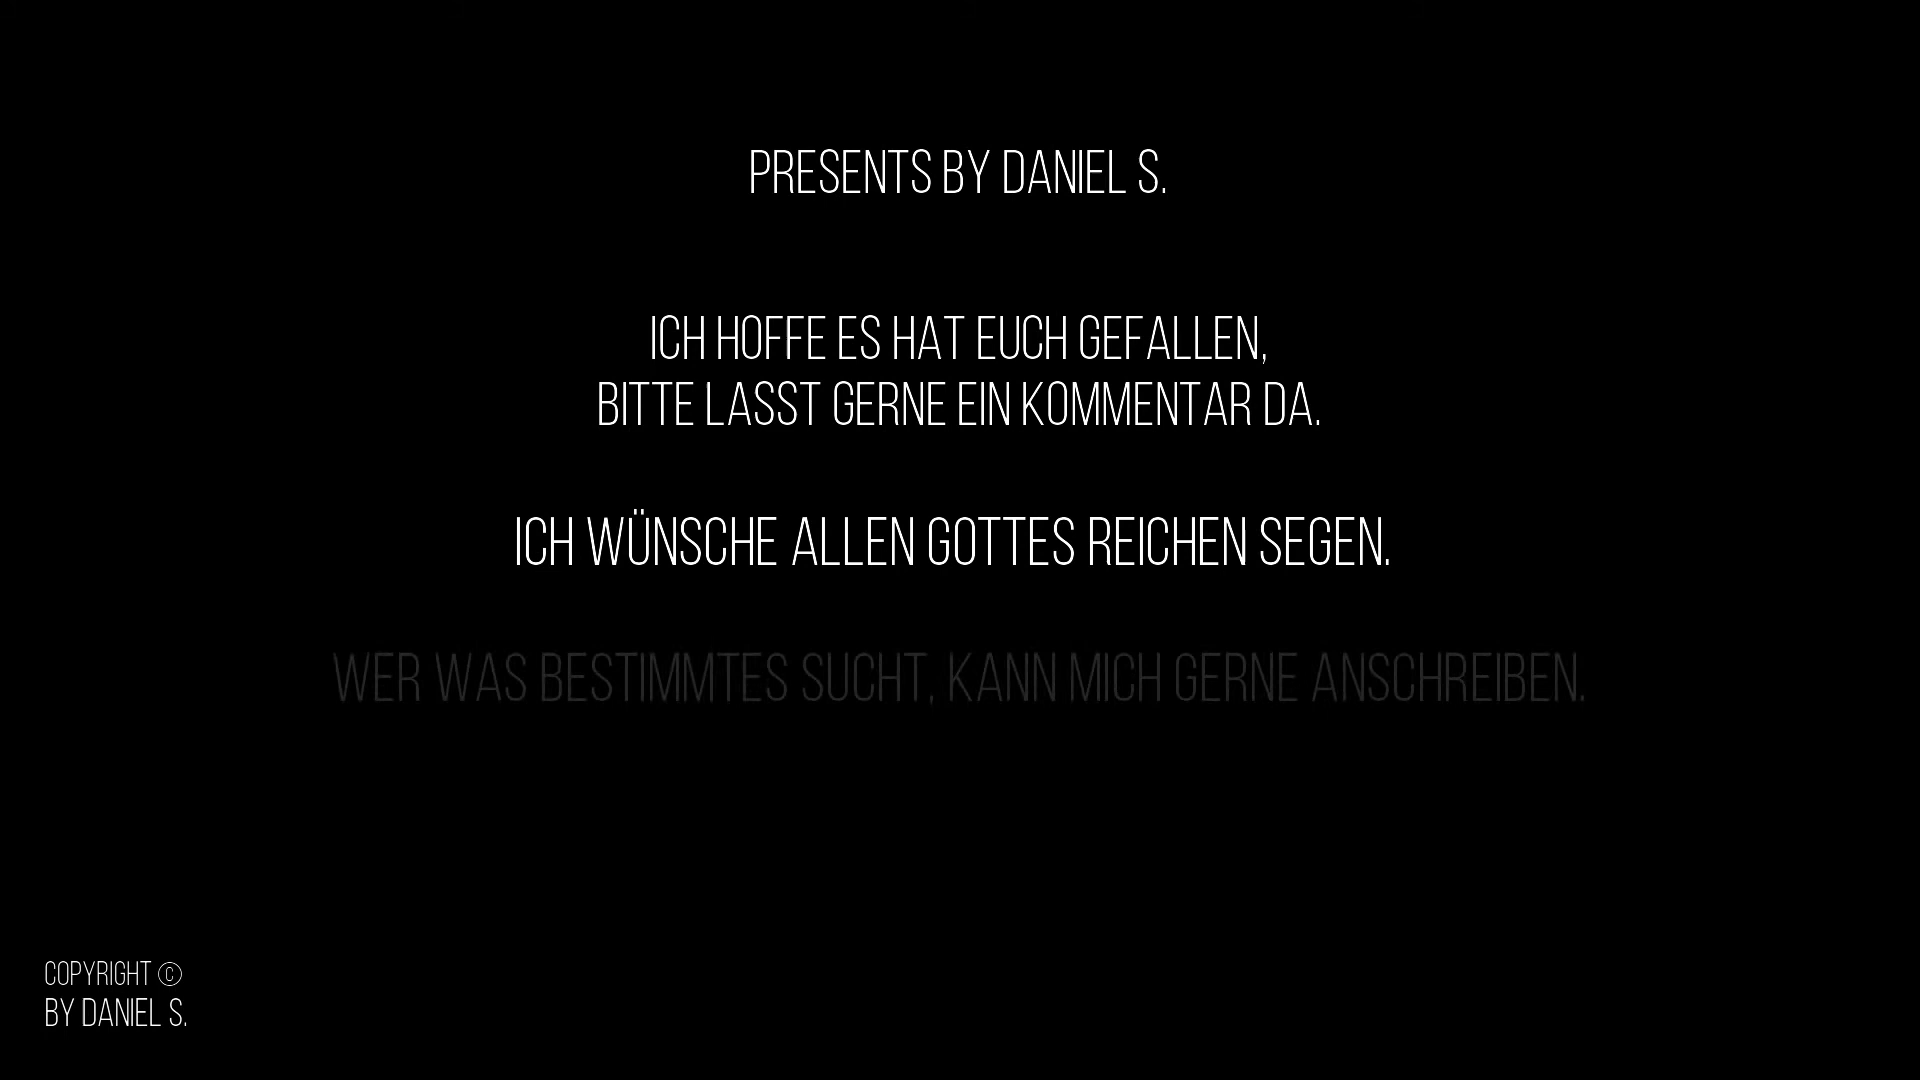 PRESENTS BY DANIEL S.
ICH HOFFE ES HAT EUCH GEFALLEN,
BITTE LASST GERNE EIN KOMMENTAR DA.
ICH WÜNSCHE ALLEN GOTTES REICHEN SEGEN.
WER WAS BESTIMMTES SUCHT, KANN MICH GERNE ANSCHREIBEN.
COPYRIGHT ©
BY DANIEL S.